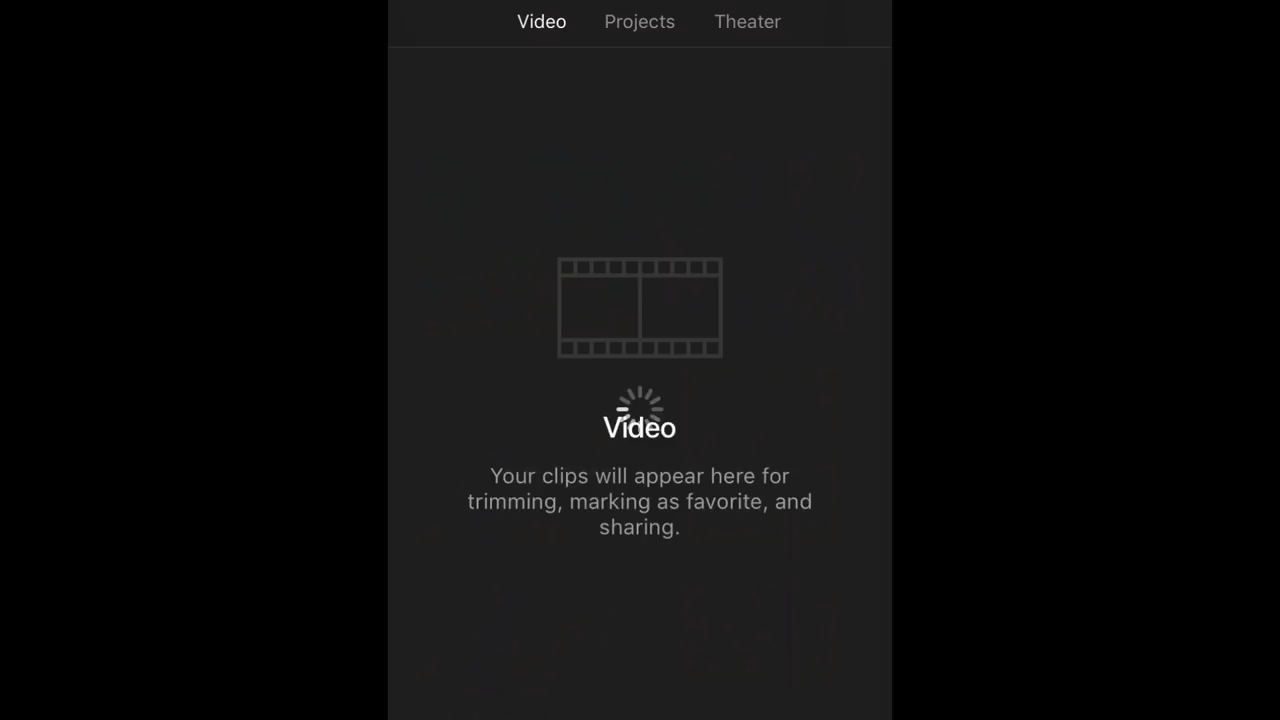 Video Projects Theater
Video
Your clips will appear here for
trimming, marking as favorite, and
sharing.